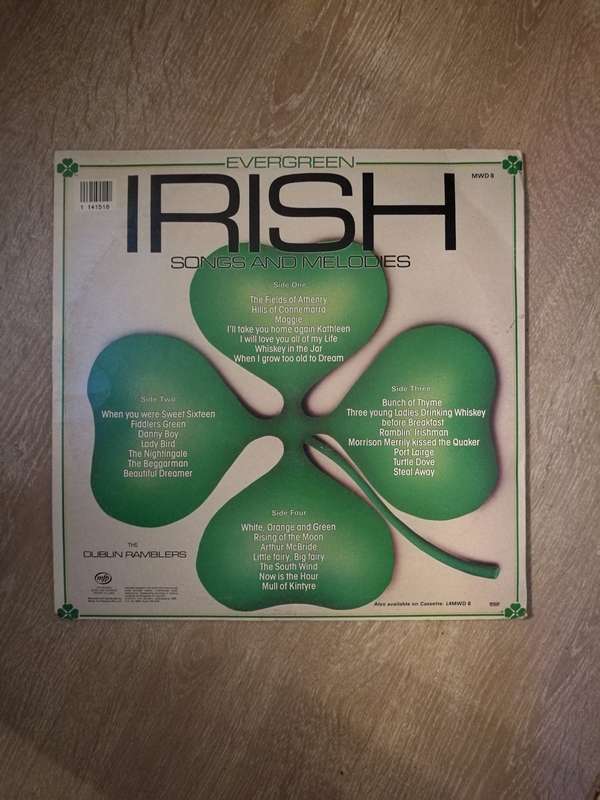 EVERGREEN
IRISH
SONGS AND MELODIES
MWD 8
1 141518
Side One
The Fields of Athenry
Hills of Connemarra
Maggie
I'll take you home again Kathleen
I will love you all of my Life
Whiskey in the Jar
When I grow too old to Dream
Side Two
When you were Sweet Sixteen
Fiddlers Green
Danny Boy
Lady Bird
The Nightingale
The Beggarman
Beautiful Dreamer
Side Three
Bunch of Thyme
Three young Ladies Drinking Whiskey
before Breakfast
Ramblin' Irishman
Morrison Merrily kissed the Quaker
Port Lairge
Turtle Dove
Steal Away
Side Four
White, Orange and Green
Rising of the Moon
Arthur McBride
Little fairy, Big fairy
The South Wind
Now is the Hour
Mull of Kintyre
THE
DUBLIN RAMBLERS
mfp
Also available on Cassette: L4MWD 8